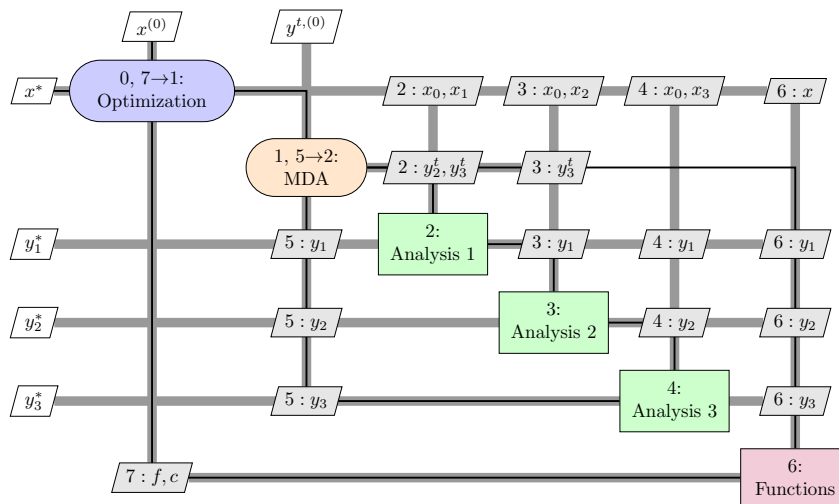 x^(0) y^{t,(0)}
x* 0, 7→1: 2 : x_0, x_1 3 : x_0, x_2 4 : x_0, x_3 6 : x
Optimization
1, 5→2: 2 : y_2^t, y_3^t 3 : y_3^t
MDA
y_1^* 5 : y_1 2: 3 : y_1 4 : y_1 6 : y_1
Analysis 1
y_2^* 5 : y_2 3: 4 : y_2 6 : y_2
Analysis 2
y_3^* 5 : y_3 4: 6 : y_3
Analysis 3
7 : f, c 6:
Functions